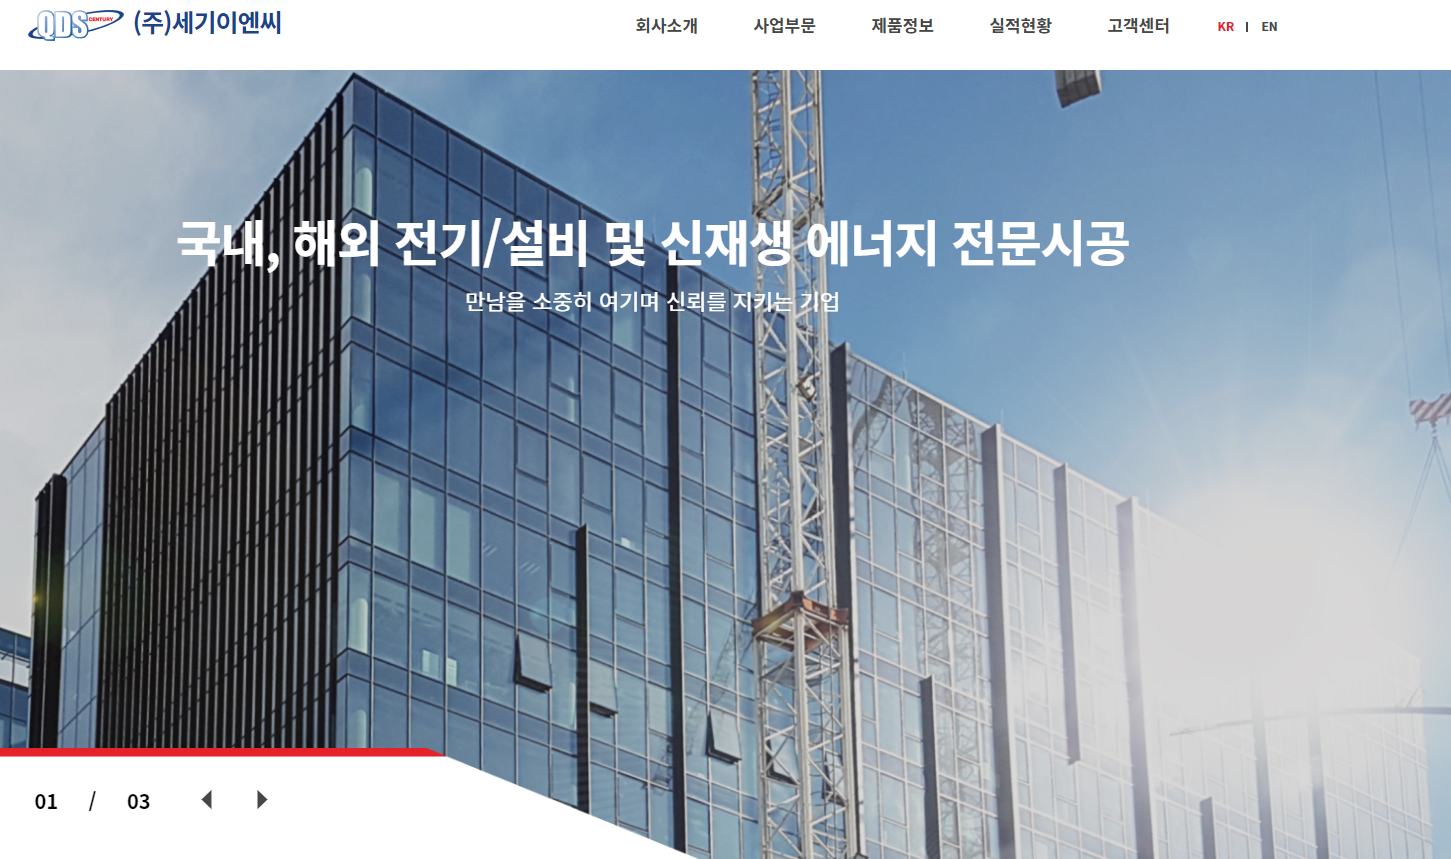 QDS CENTURY (주)세기이엔씨
회사소개 사업부문 제품정보 실적현황 고객센터 KR | EN
국내, 해외 전기/설비 및 신재생 에너지 전문시공
만남을 소중히 여기며 신뢰를 지키는 기업
01 / 03